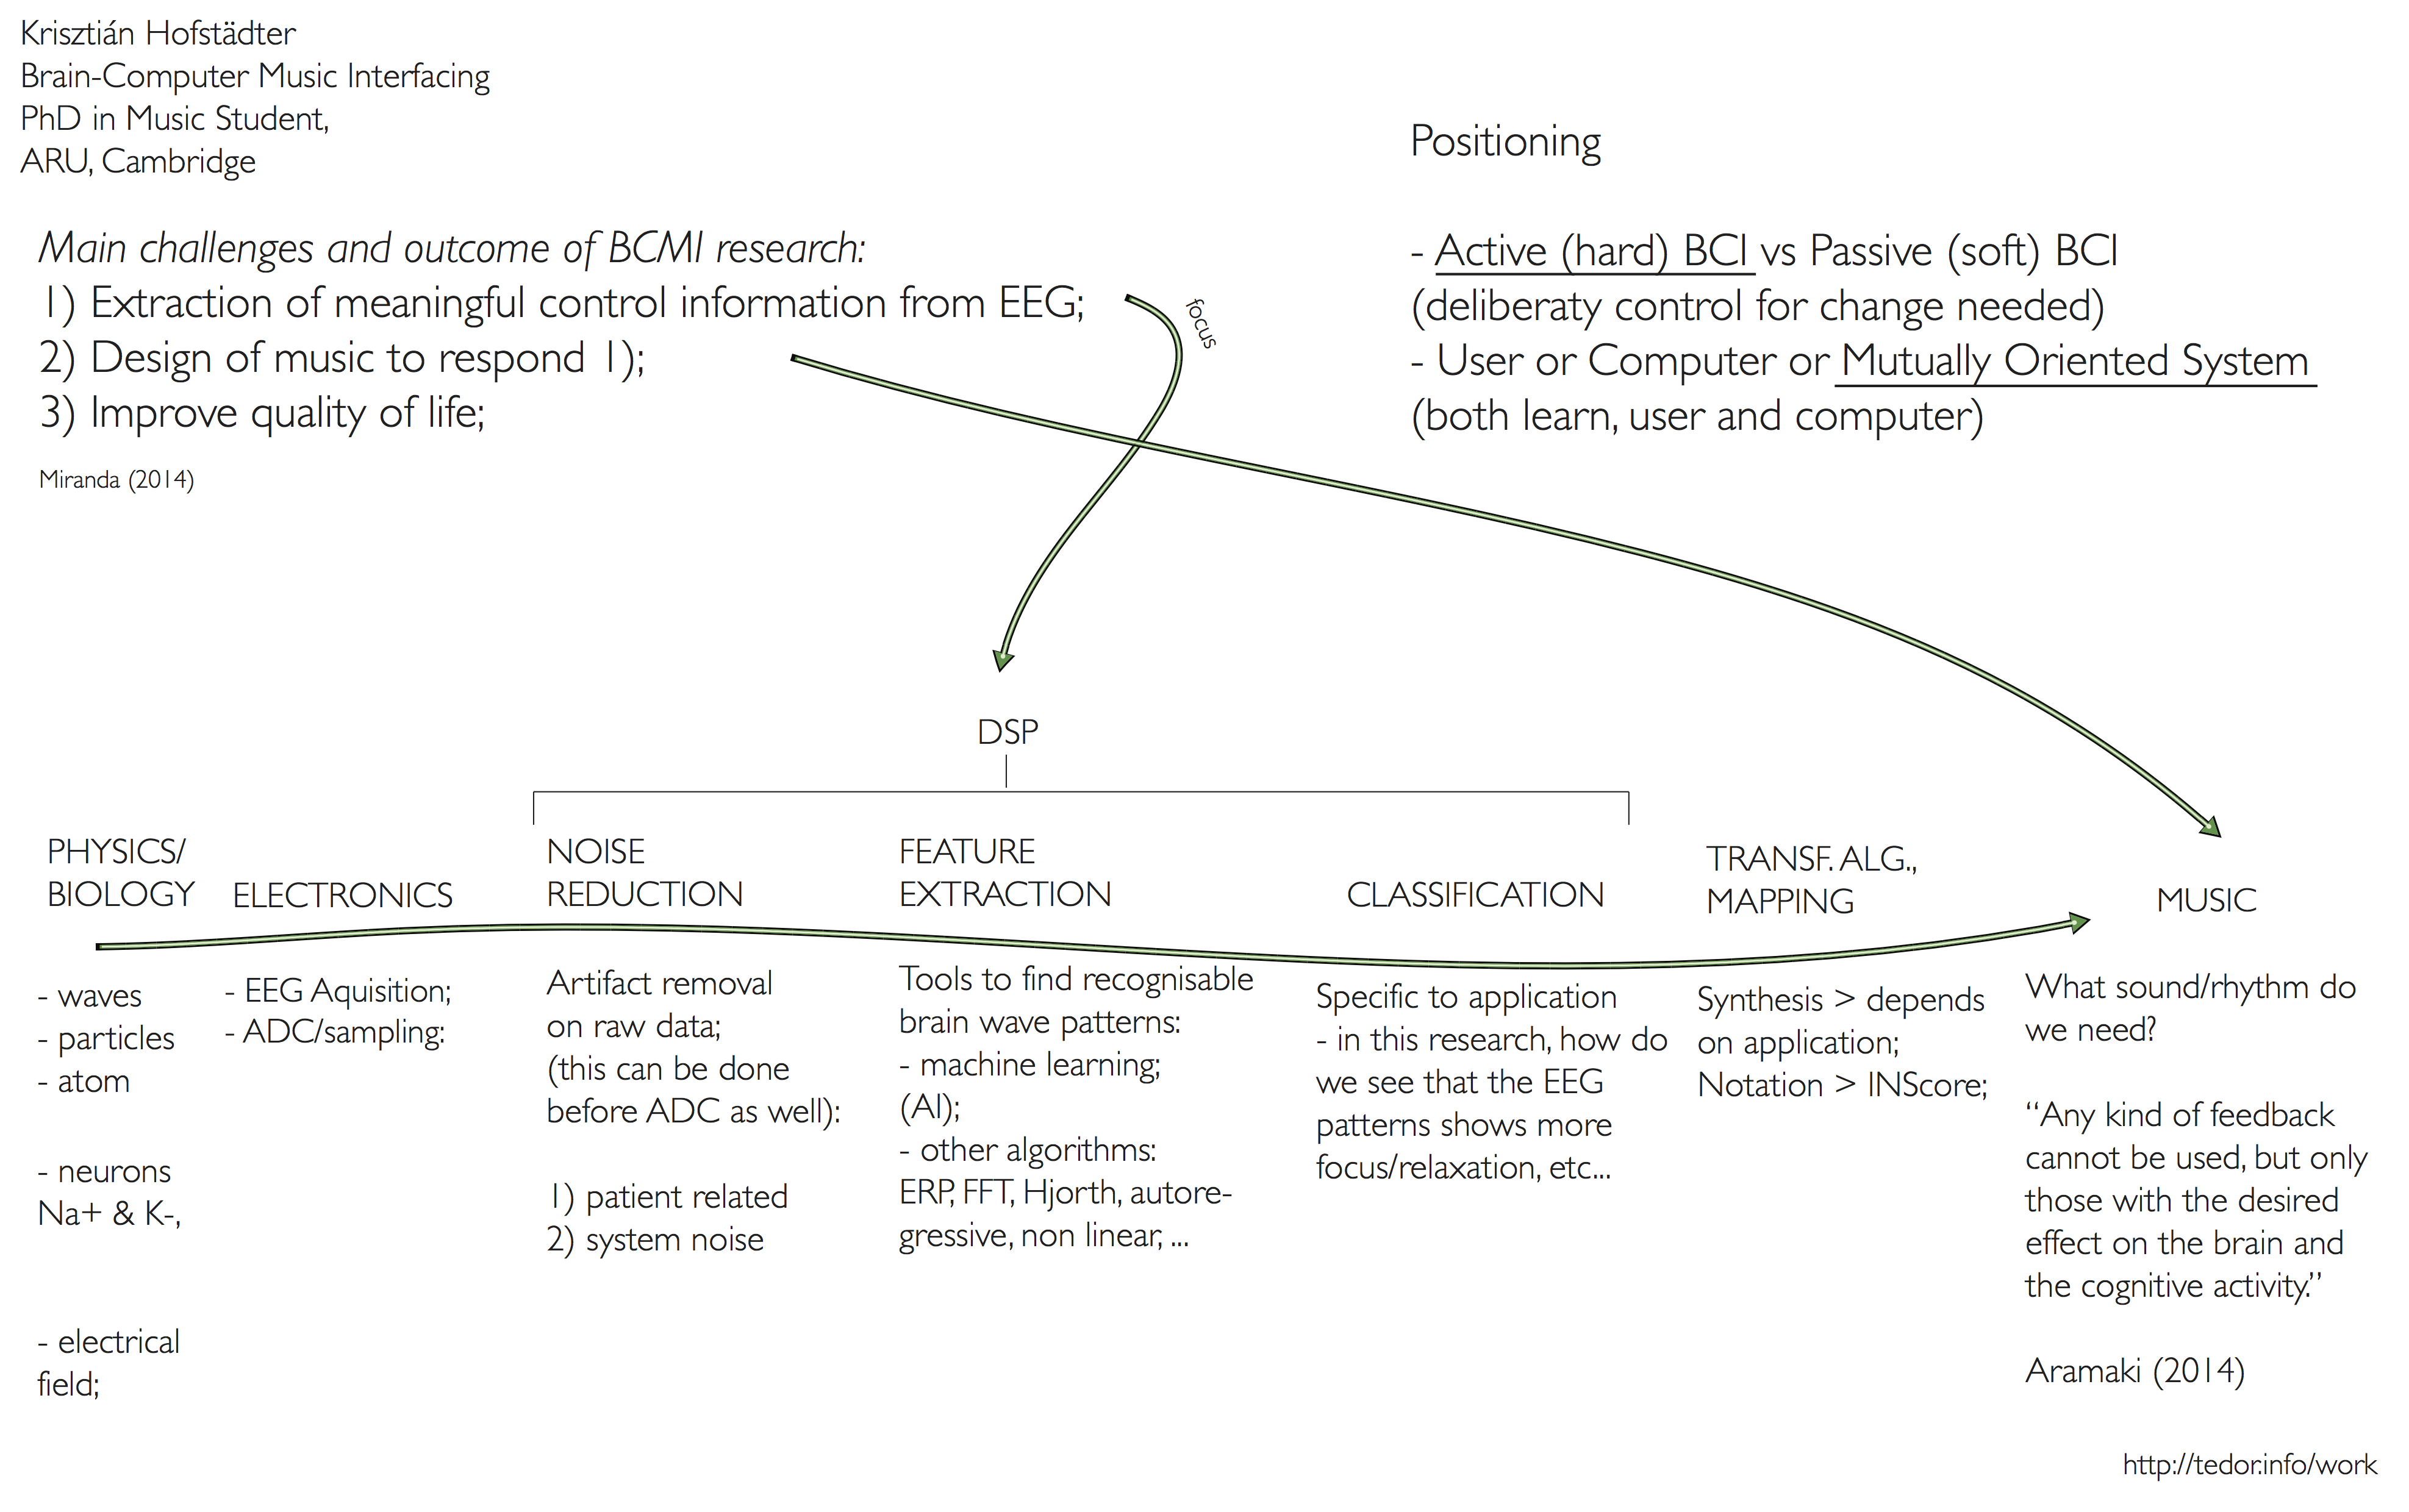 Krisztián Hofstädter
Brain-Computer Music Interfacing
PhD in Music Student,
ARU, Cambridge
Main challenges and outcome of BCMI research:
1) Extraction of meaningful control information from EEG;
2) Design of music to respond 1);
3) Improve quality of life;
Miranda (2014)
focus
Positioning
- Active (hard) BCI vs Passive (soft) BCI
(deliberaty control for change needed)
- User or Computer or Mutually Oriented System
(both learn, user and computer)
DSP
PHYSICS/
BIOLOGY
- waves
- particles
- atom
- neurons
Na+ & K-,
- electrical
field;
ELECTRONICS
- EEG Aquisition;
- ADC/sampling:
NOISE
REDUCTION
Artifact removal
on raw data;
(this can be done
before ADC as well):
1) patient related
2) system noise
FEATURE
EXTRACTION
Tools to find recognisable
brain wave patterns:
- machine learning;
(AI);
- other algorithms:
ERP, FFT, Hjorth, autore-
gressive, non linear, ...
CLASSIFICATION
Specific to application
- in this research, how do
we see that the EEG
patterns shows more
focus/relaxation, etc...
TRANSF. ALG.,
MAPPING
Synthesis > depends
on application;
Notation > INScore;
MUSIC
What sound/rhythm do
we need?
“Any kind of feedback
cannot be used, but only
those with the desired
effect on the brain and
the cognitive activity.”
Aramaki (2014)
http://tedor.info/work